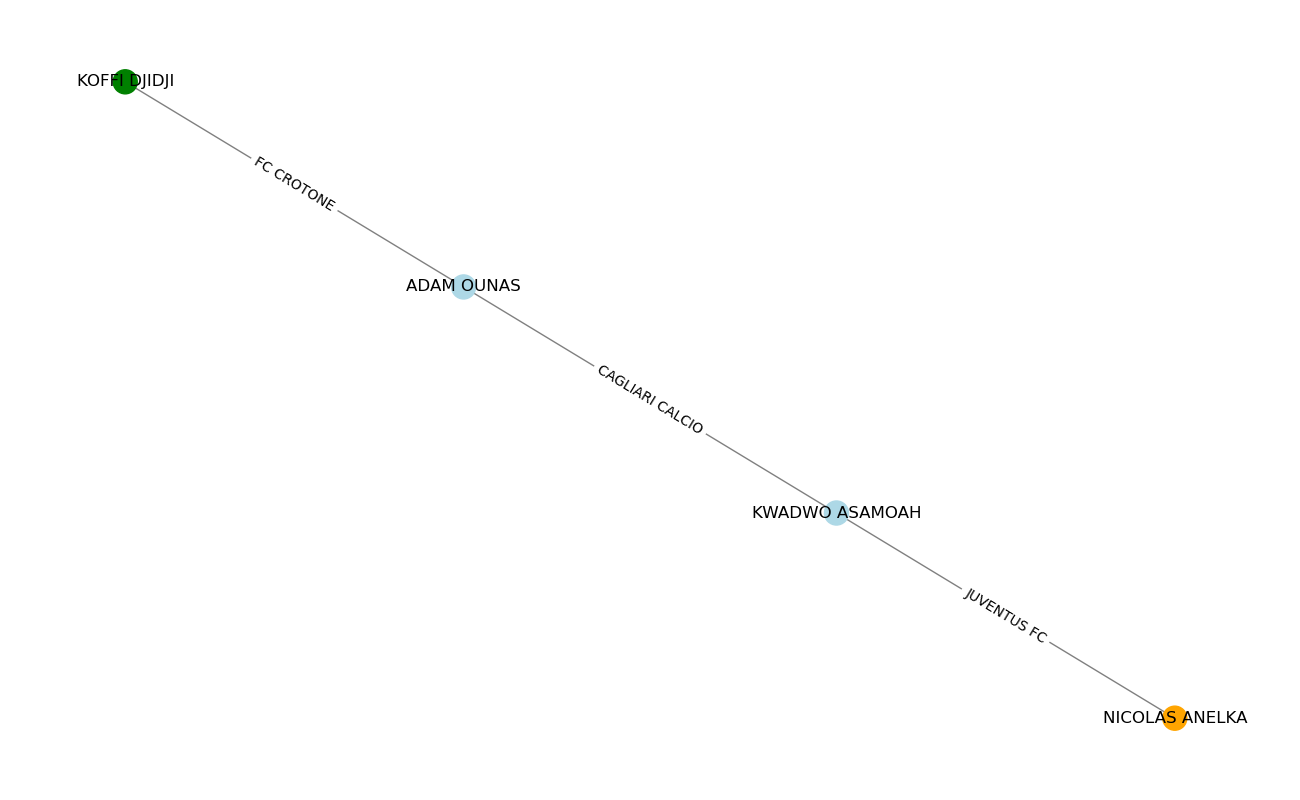 KOFFI DJIDJI
FC CROTONE
ADAM OUNAS
CAGLIARI CALCIO
KWADWO ASAMOAH
JUVENTUS FC
NICOLAS ANELKA